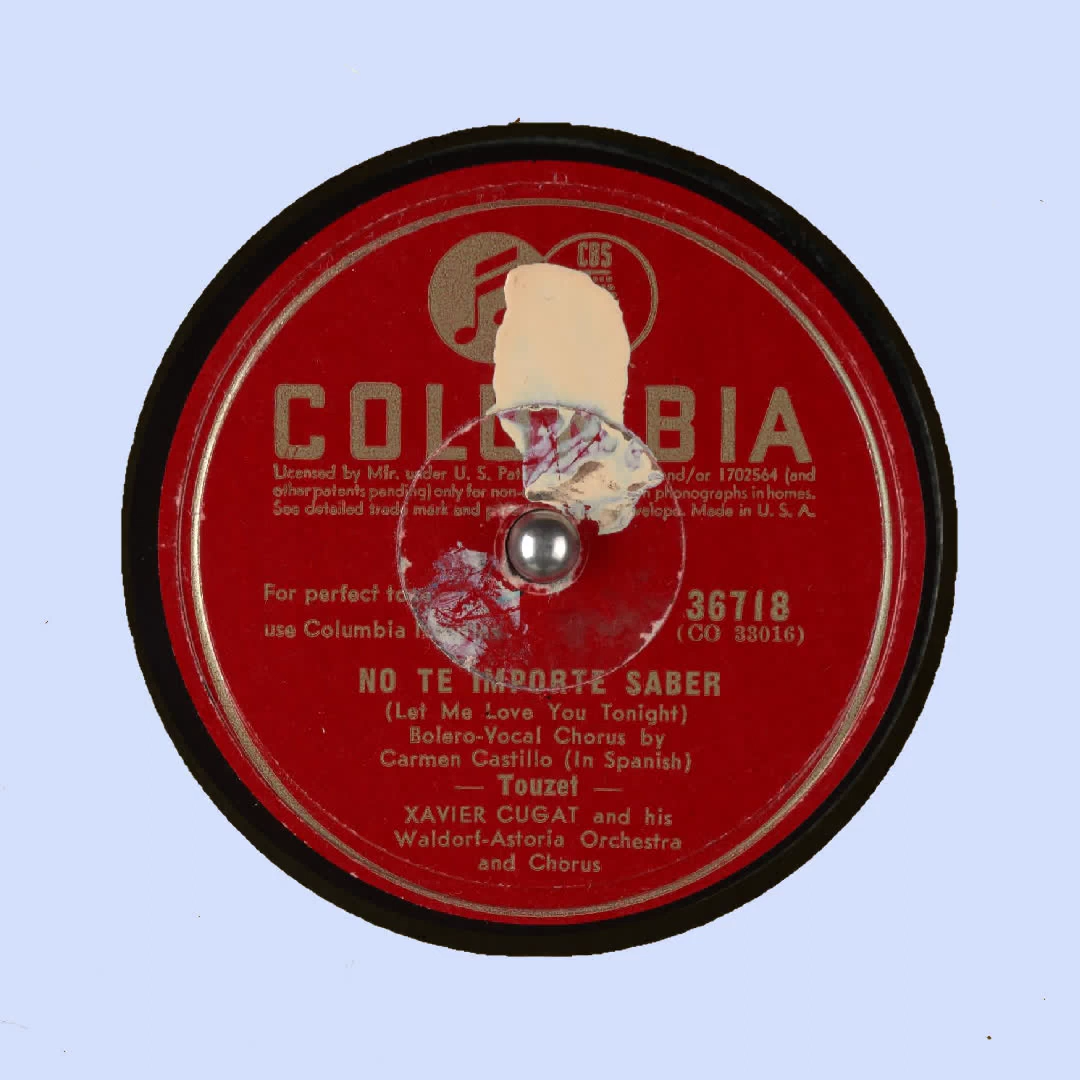 CBS
COLUMBIA
Licensed by Mfr. under U. S. Pat and/or 1702564 (and
other patents pending) only for non- phonographs in homes.
See detailed trade mark and Made in U. S. A.
For perfect tone
use Columbia
36718
(CO 33016)
NO TE IMPORTE SABER
(Let Me Love You Tonight)
Bolero-Vocal Chorus by
Carmen Castillo (In Spanish)
— Touzet —
XAVIER CUGAT and his
Waldorf-Astoria Orchestra
and Chorus